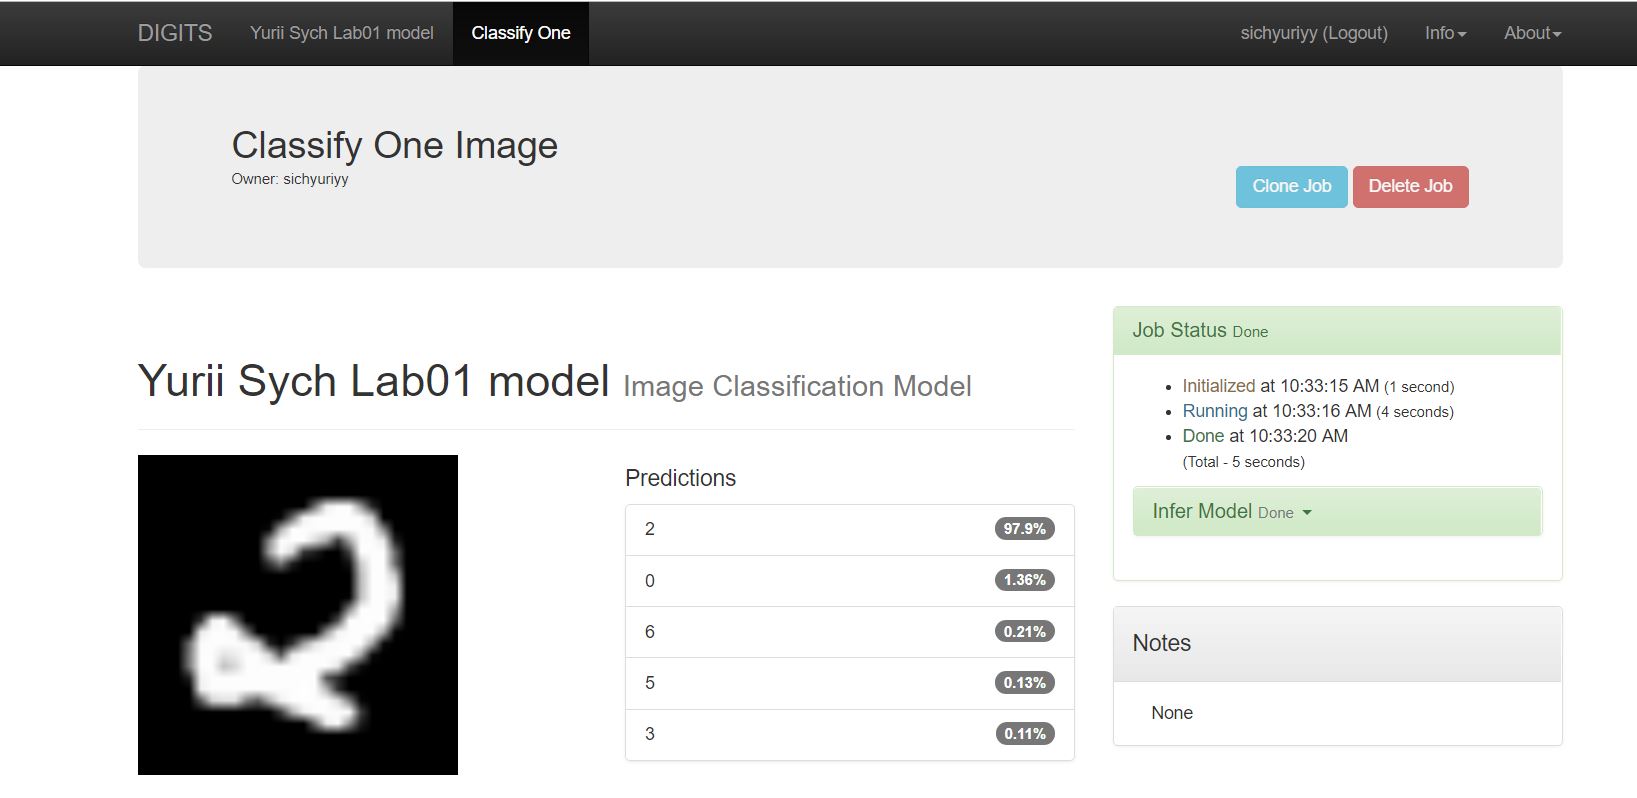 DIGITS Yurii Sych Lab01 model Classify One sichyuriyy (Logout) Info About
Classify One Image
Owner: sichyuriyy
Clone Job Delete Job
Yurii Sych Lab01 model Image Classification Model
2
Predictions
2 97.9%
0 1.36%
6 0.21%
5 0.13%
3 0.11%
Job Status Done
Initialized at 10:33:15 AM (1 second)
Running at 10:33:16 AM (4 seconds)
Done at 10:33:20 AM
(Total - 5 seconds)
Infer Model Done
Notes
None